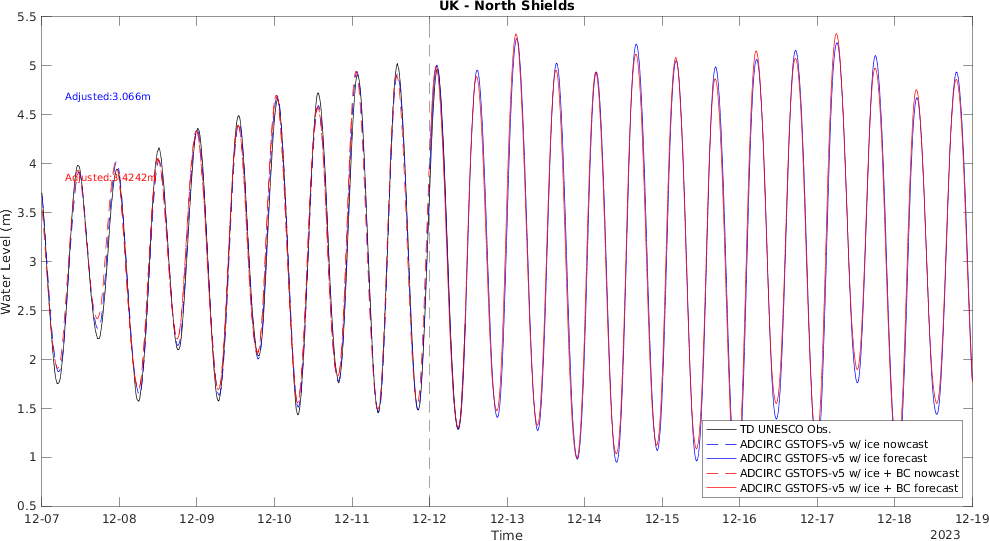 UK - North Shields
5.5
5
4.5
4
3.5
3
2.5
2
1.5
1
0.5
Water Level (m)
Adjusted:3.066m
Adjusted:3.4242m
TD UNESCO Obs.
ADCIRC GSTOFS-v5 w/ ice nowcast
ADCIRC GSTOFS-v5 w/ ice forecast
ADCIRC GSTOFS-v5 w/ ice + BC nowcast
ADCIRC GSTOFS-v5 w/ ice + BC forecast
12-07 12-08 12-09 12-10 12-11 12-12 12-13 12-14 12-15 12-16 12-17 12-18 12-19
Time
2023